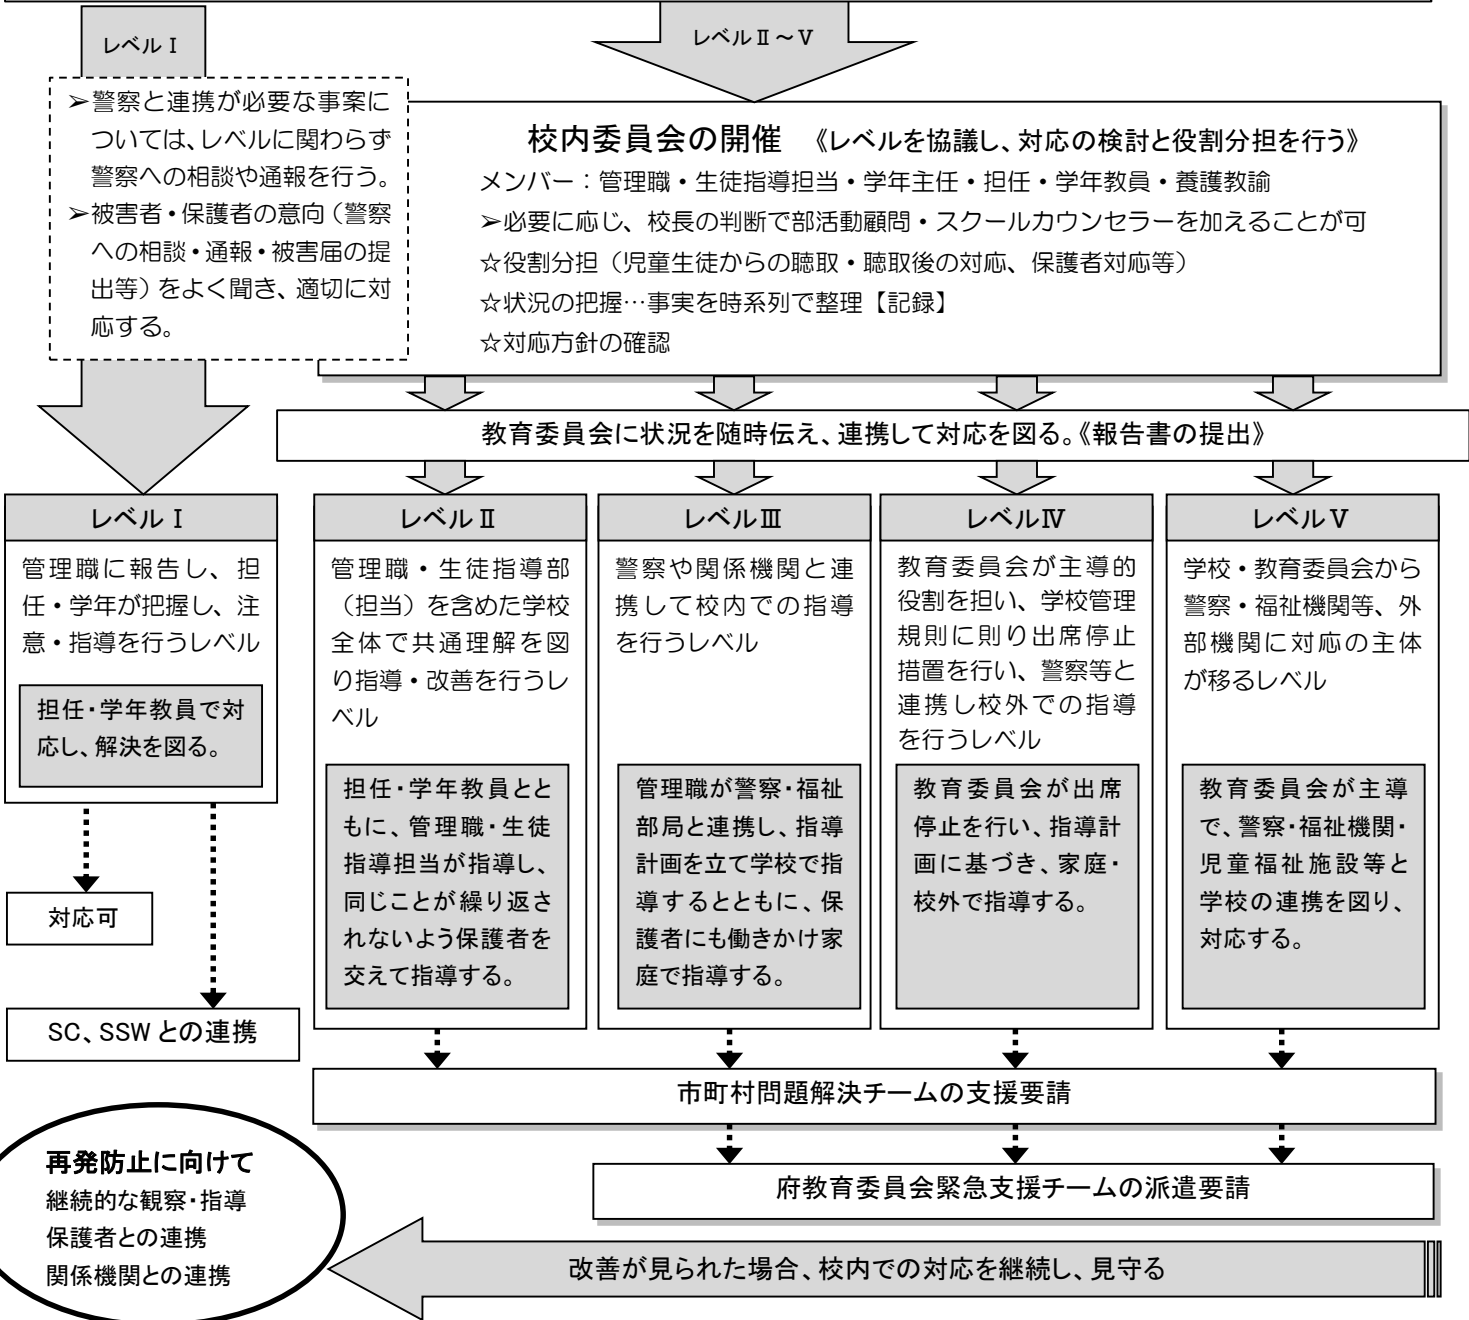 レベルⅠ
レベルⅡ～Ⅴ
➢警察と連携が必要な事案に
ついては、レベルに関わらず
警察への相談や通報を行う。
➢被害者・保護者の意向（警察
への相談・通報・被害届の提
出等）をよく聞き、適切に対
応する。
校内委員会の開催　《レベルを協議し、対応の検討と役割分担を行う》
メンバー：管理職・生徒指導担当・学年主任・担任・学年教員・養護教諭
➢必要に応じ、校長の判断で部活動顧問・スクールカウンセラーを加えることが可
☆役割分担（児童生徒からの聴取・聴取後の対応、保護者対応等）
☆状況の把握…事実を時系列で整理【記録】
☆対応方針の確認
教育委員会に状況を随時伝え、連携して対応を図る。《報告書の提出》
レベルⅠ
管理職に報告し、担
任・学年が把握し、注
意・指導を行うレベル
担任・学年教員で対
応し、解決を図る。
対応可
SC、SSWとの連携
レベルⅡ
管理職・生徒指導部
（担当）を含めた学校
全体で共通理解を図
り指導・改善を行うレ
ベル
担任・学年教員とと
もに、管理職・生徒
指導担当が指導し、
同じことが繰り返さ
れないよう保護者を
交えて指導する。
レベルⅢ
警察や関係機関と連
携して校内での指導
を行うレベル
管理職が警察・福祉
部局と連携し、指導
計画を立て学校で指
導するとともに、保
護者にも働きかけ家
庭で指導する。
レベルⅣ
教育委員会が主導的
役割を担い、学校管理
規則に則り出席停止
措置を行い、警察等と
連携し校外での指導
を行うレベル
教育委員会が出席
停止を行い、指導計
画に基づき、家庭・
校外で指導する。
レベルⅤ
学校・教育委員会から
警察・福祉機関等、外
部機関に対応の主体
が移るレベル
教育委員会が主導
で、警察・福祉機関・
児童福祉施設等と
学校の連携を図り、
対応する。
市町村問題解決チームの支援要請
府教育委員会緊急支援チームの派遣要請
再発防止に向けて
継続的な観察・指導
保護者との連携
関係機関との連携
改善が見られた場合、校内での対応を継続し、見守る